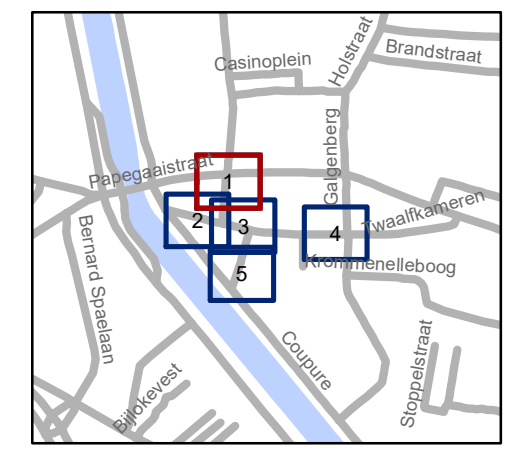 Casinoplein
Holstraat
Brandstraat
Papegaaistraat
Galgenberg
1
2
3
4
5
Twaalfkameren
Krommenelleboog
Bernard Spaelaan
Coupure
Bijlokevest
Stoppelstraat